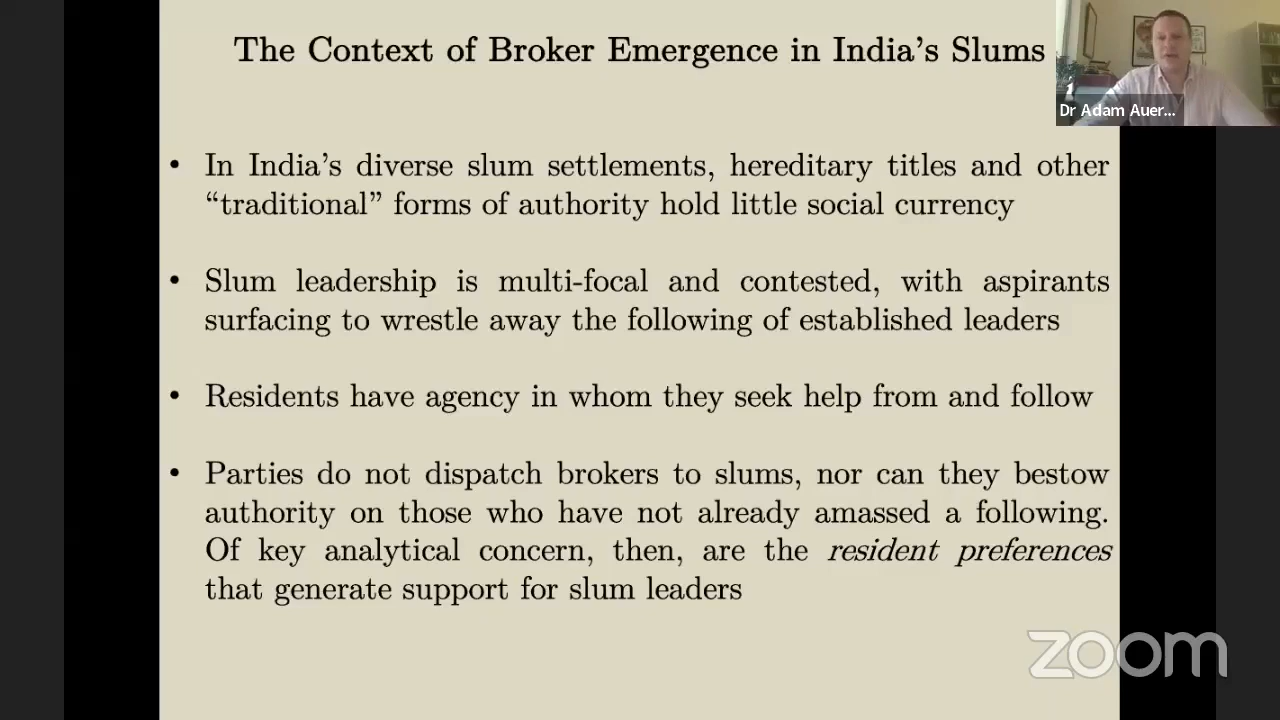 The Context of Broker Emergence in India's Slums
Dr Adam Auer...
• In India's diverse slum settlements, hereditary titles and other
“traditional” forms of authority hold little social currency
• Slum leadership is multi-focal and contested, with aspirants
surfacing to wrestle away the following of established leaders
• Residents have agency in whom they seek help from and follow
• Parties do not dispatch brokers to slums, nor can they bestow
authority on those who have not already amassed a following.
Of key analytical concern, then, are the resident preferences
that generate support for slum leaders
zoom